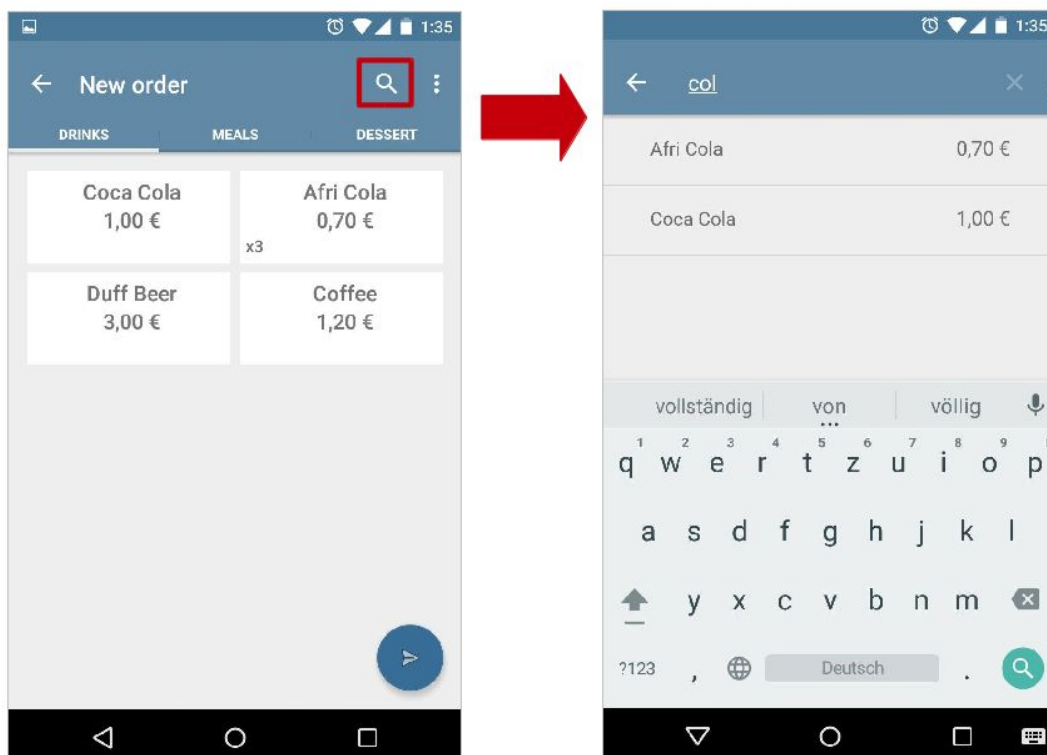 1:35
New order
DRINKS MEALS DESSERT
Coca Cola
1,00 €
Afri Cola
0,70 €
x3
Duff Beer
3,00 €
Coffee
1,20 €
1:35
col
Afri Cola 0,70 €
Coca Cola 1,00 €
vollständig von völlig
1 2 3 4 5 6 7 8 9
q w e r t z u i o p
a s d f g h j k l
y x c v b n m
?123 , Deutsch .